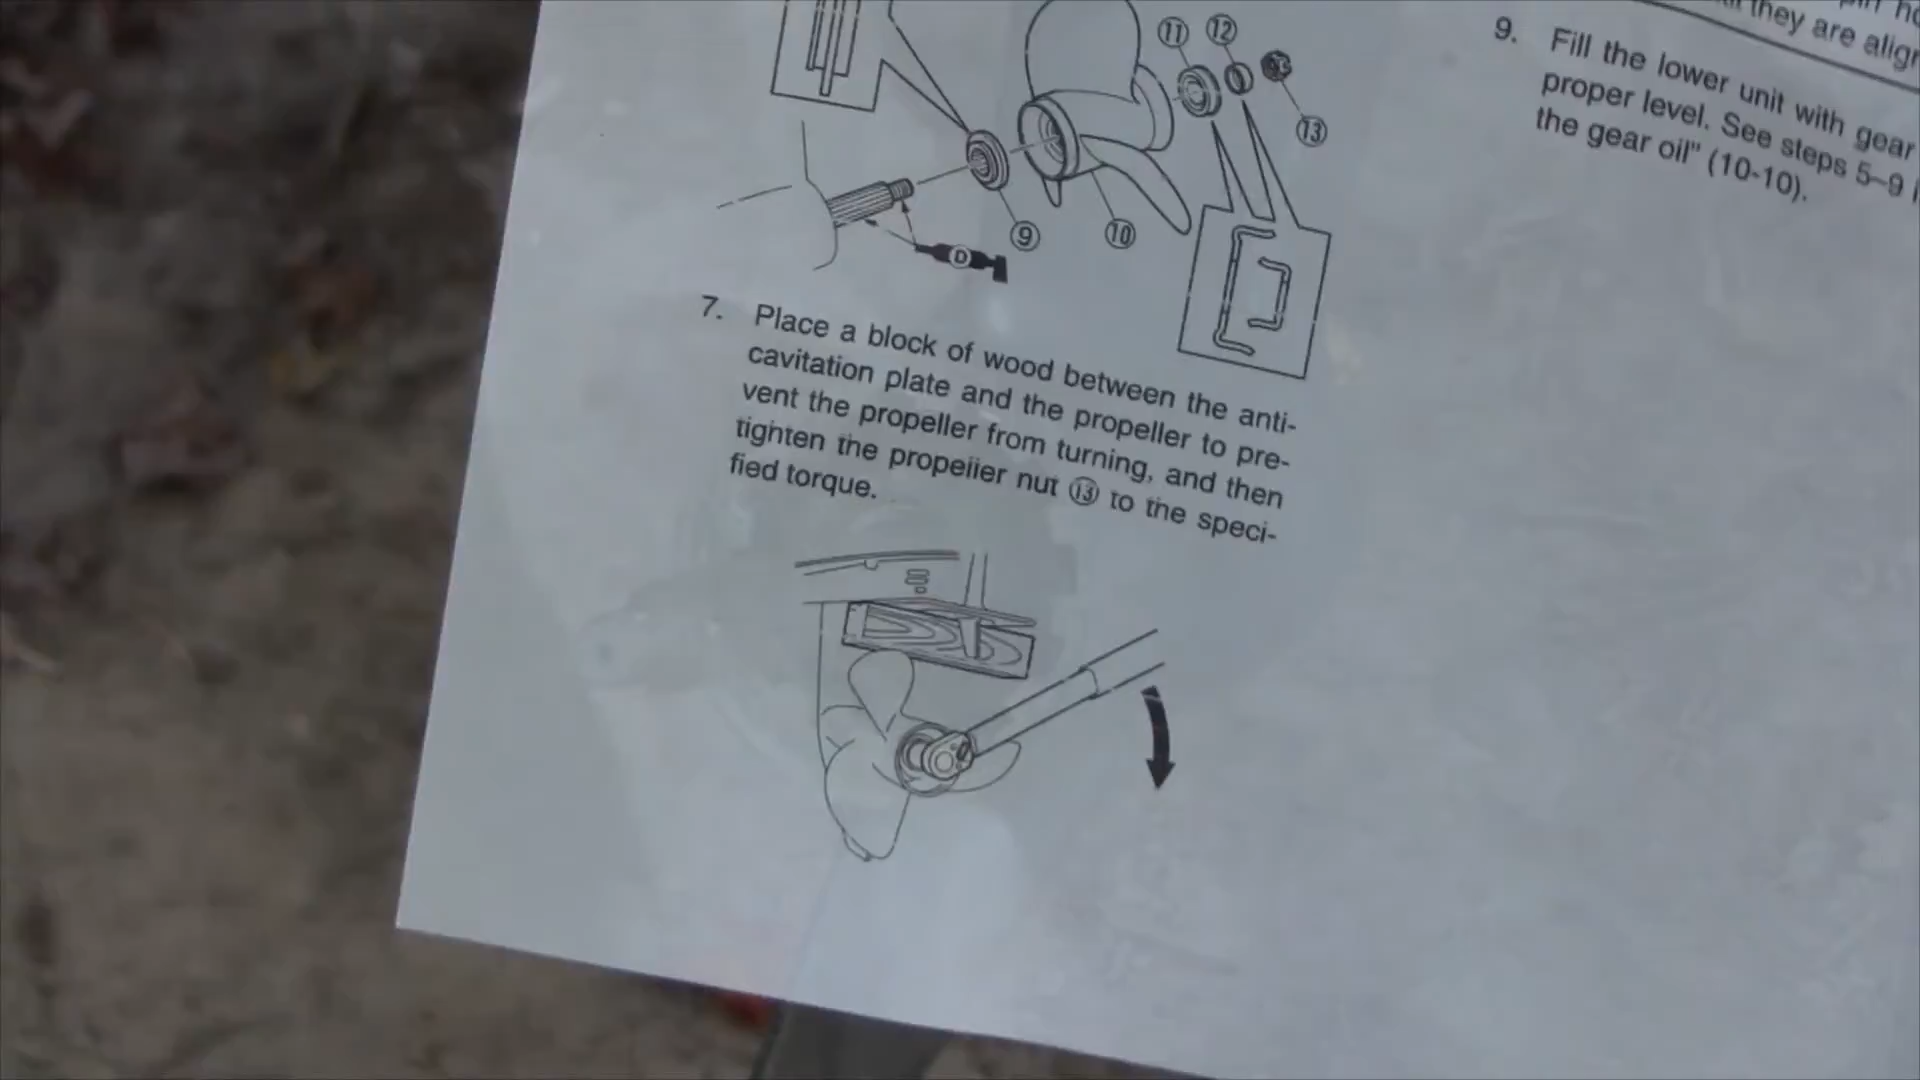 ⑪ ⑫
⑬
⑨ ⑩
D
7. Place a block of wood between the anti-
cavitation plate and the propeller to pre-
vent the propeller from turning, and then
tighten the propeller nut ⑬ to the speci-
fied torque.
they are align
9. Fill the lower unit with gear
proper level. See steps 5–9
the gear oil" (10-10).